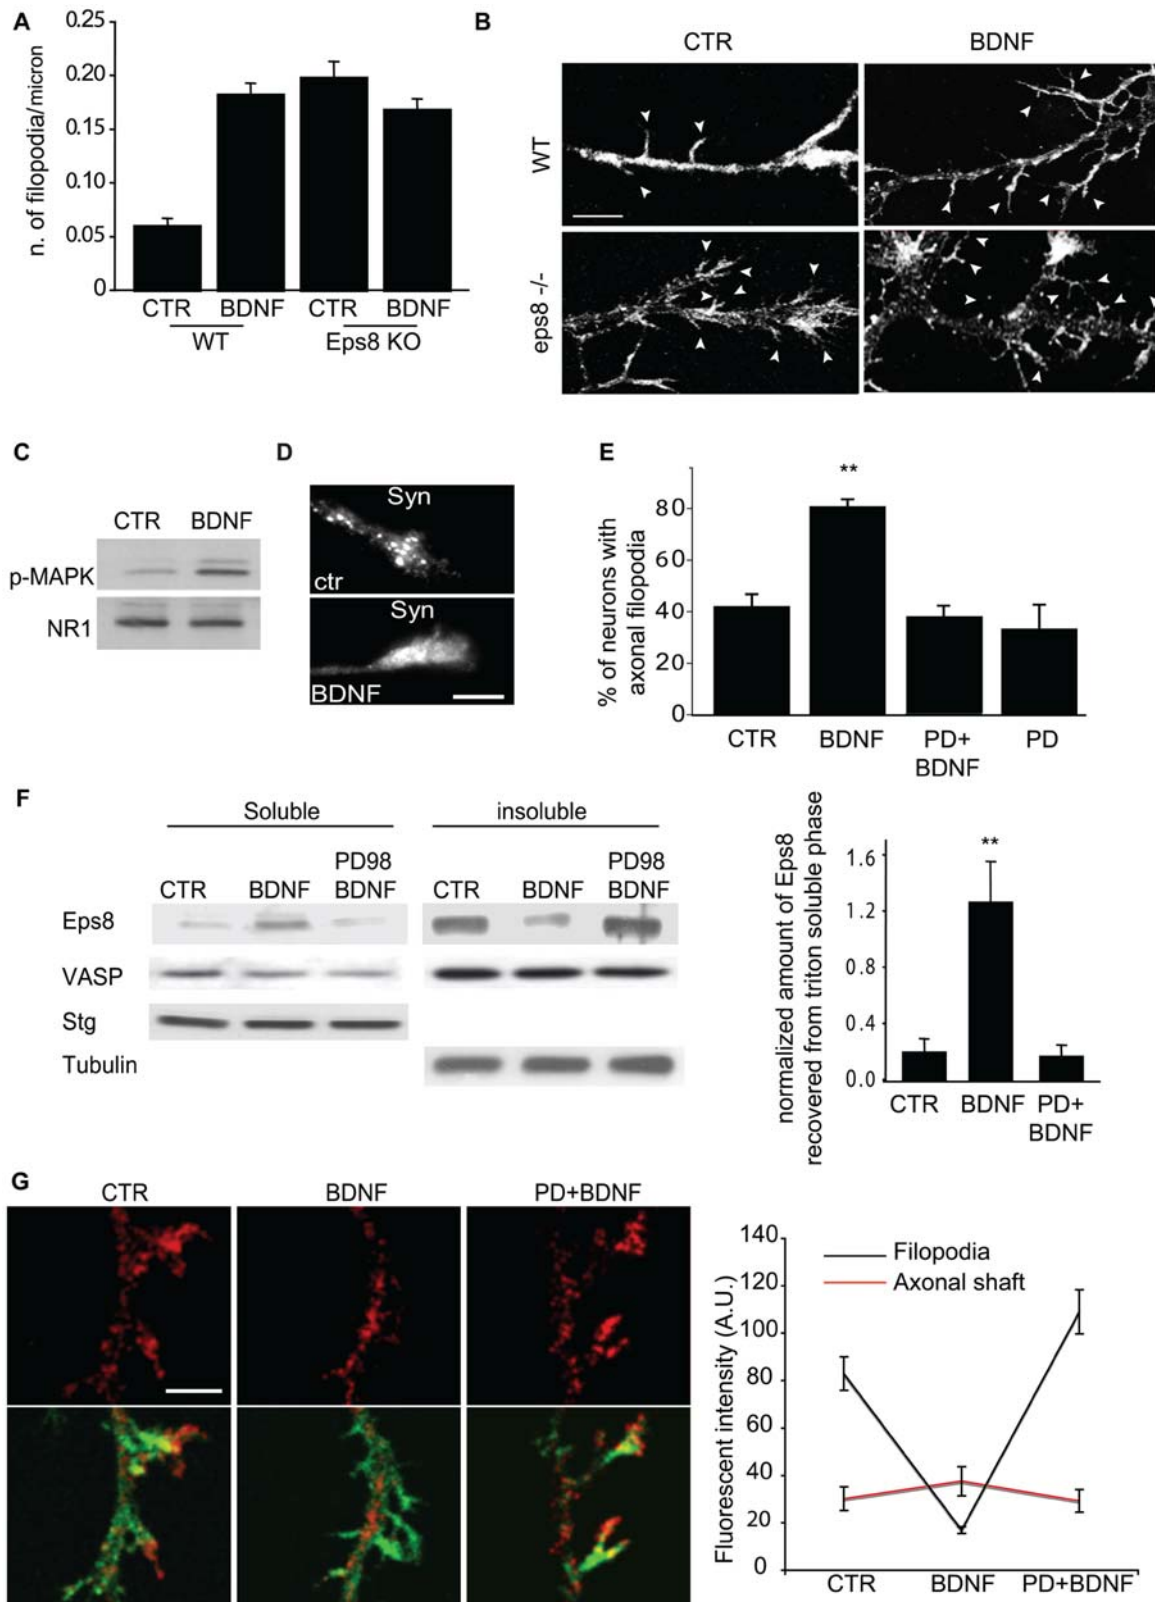 A
0.25
0.20
0.15
0.10
0.05
0
n. of filopodia/micron
CTR BDNF CTR BDNF
WT Eps8 KO
B
CTR BDNF
WT
eps8 -/-
C
CTR BDNF
p-MAPK
NR1
D
Syn
ctr
Syn
BDNF
E
**
80
60
40
20
0
% of neurons with
axonal filopodia
CTR BDNF PD+ PD
BDNF
F
Soluble insoluble
PD98 PD98
CTR BDNF BDNF CTR BDNF BDNF
Eps8
VASP
Stg
Tubulin
normalized amount of Eps8
recovered from triton soluble phase
**
1.6
1.2
0.8
0.4
0.0
CTR BDNF PD+
BDNF
G
CTR BDNF PD+BDNF
Fluorescent intensity (A.U.)
140
120
100
80
60
40
20
0
Filopodia
Axonal shaft
CTR BDNF PD+BDNF